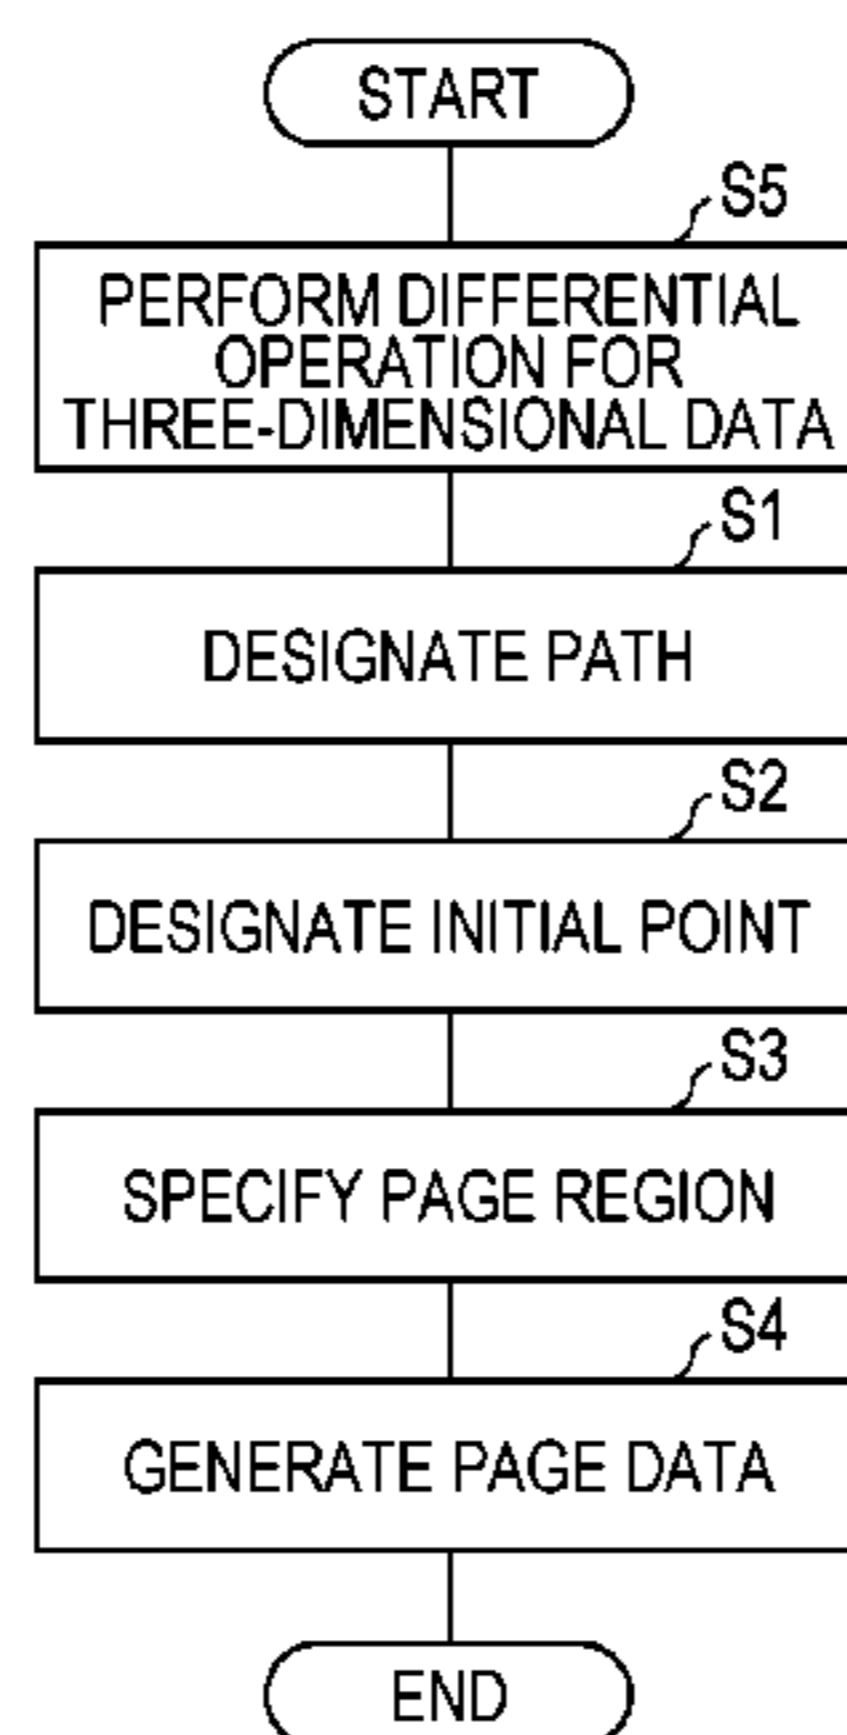 START
S5
PERFORM DIFFERENTIAL
OPERATION FOR
THREE-DIMENSIONAL DATA
S1
DESIGNATE PATH
S2
DESIGNATE INITIAL POINT
S3
SPECIFY PAGE REGION
S4
GENERATE PAGE DATA
END